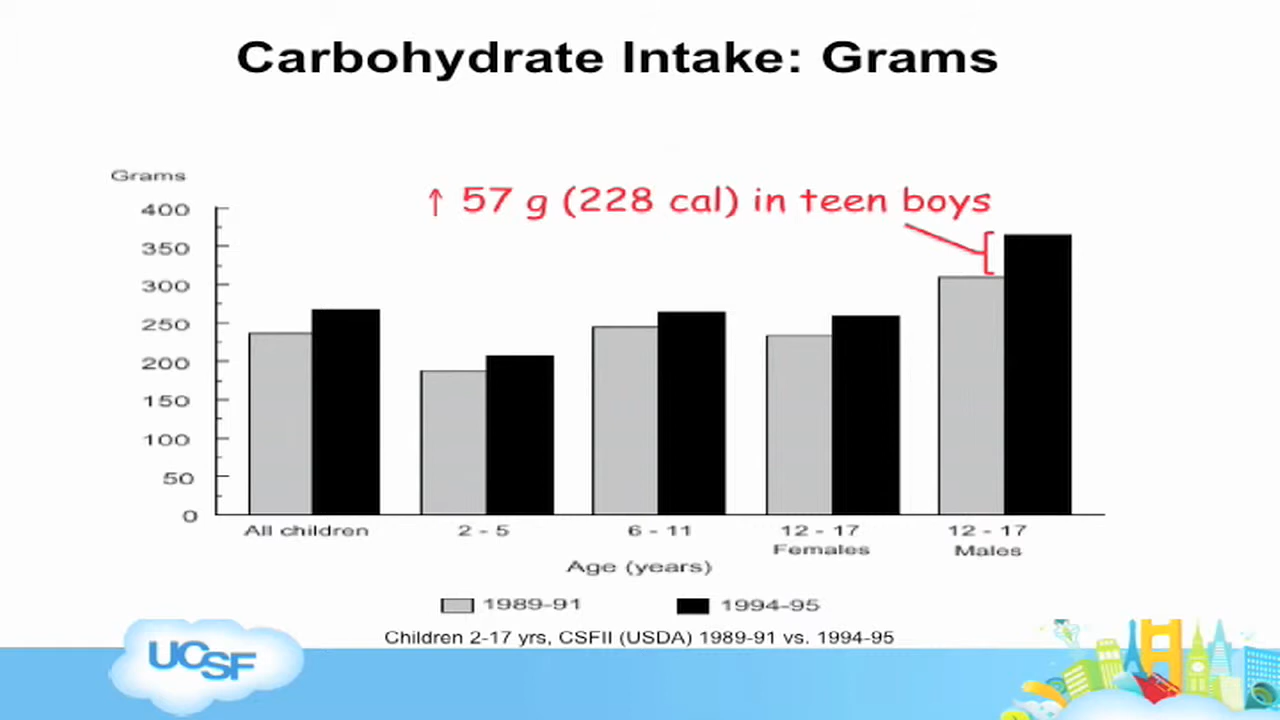 Carbohydrate Intake: Grams
Grams
↑ 57 g (228 cal) in teen boys
400
350
300
250
200
150
100
50
0
All children
2 - 5
6 - 11
12 - 17
Females
12 - 17
Males
Age (years)
1989-91
1994-95
Children 2-17 yrs, CSFII (USDA) 1989-91 vs. 1994-95
UCSF